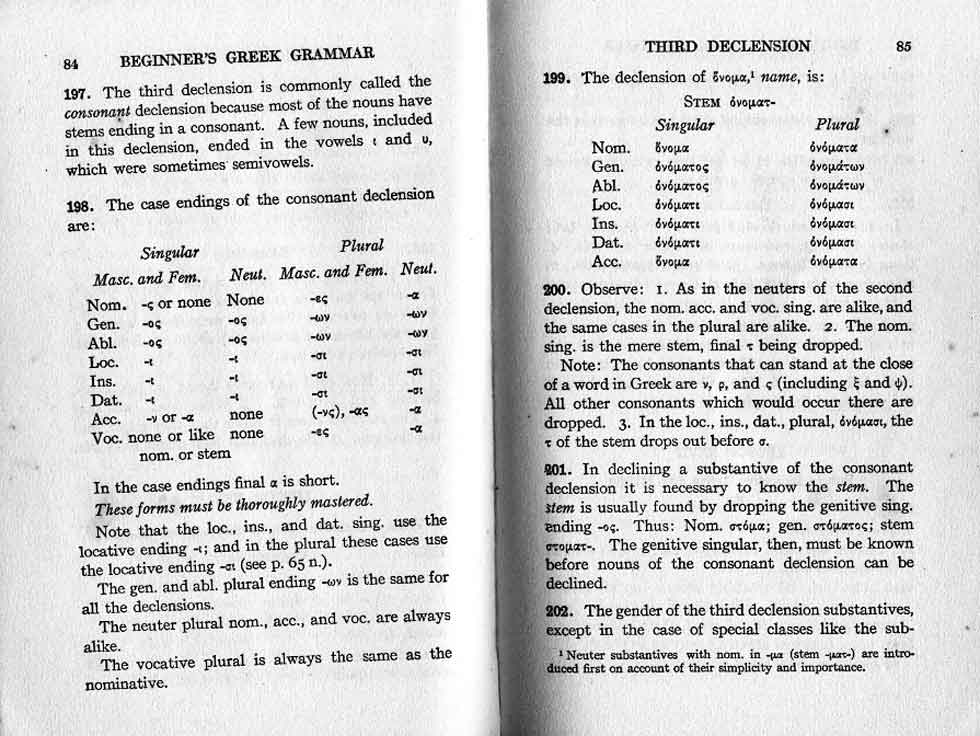 84 BEGINNER'S GREEK GRAMMAR
197. The third declension is commonly called the
consonant declension because most of the nouns have
stems ending in a consonant. A few nouns, included
in this declension, ended in the vowels ι and υ,
which were sometimes semivowels.
198. The case endings of the consonant declension
are:
Singular Plural
Masc. and Fem. Neut. Masc. and Fem. Neut.
Nom. -ς or none None -ες -α
Gen. -ος -ος -ων -ων
Abl. -ος -ος -ων -ων
Loc. -ι -ι -σι -σι
Ins. -ι -ι -σι -σι
Dat. -ι -ι -σι -σι
Acc. -ν or -α none (-νς), -ας -α
Voc. none or like none -ες -α
nom. or stem
In the case endings final α is short.
These forms must be thoroughly mastered.
Note that the loc., ins., and dat. sing. use the
locative ending -ι; and in the plural these cases use
the locative ending -σι (see p. 65 n.).
The gen. and abl. plural ending -ων is the same for
all the declensions.
The neuter plural nom., acc., and voc. are always
alike.
The vocative plural is always the same as the
nominative.
THIRD DECLENSION 85
199. The declension of ὄνομα,¹ name, is:
STEM ὀνοματ-
Singular Plural
Nom. ὄνομα ὀνόματα
Gen. ὀνόματος ὀνομάτων
Abl. ὀνόματος ὀνομάτων
Loc. ὀνόματι ὀνόμασι
Ins. ὀνόματι ὀνόμασι
Dat. ὀνόματι ὀνόμασι
Acc. ὄνομα ὀνόματα
200. Observe: 1. As in the neuters of the second
declension, the nom. acc. and voc. sing. are alike, and
the same cases in the plural are alike. 2. The nom.
sing. is the mere stem, final τ being dropped.
Note: The consonants that can stand at the close
of a word in Greek are ν, ρ, and ς (including ξ and ψ).
All other consonants which would occur there are
dropped. 3. In the loc., ins., dat., plural, ὀνόμασι, the
τ of the stem drops out before σ.
201. In declining a substantive of the consonant
declension it is necessary to know the stem. The
stem is usually found by dropping the genitive sing.
ending -ος. Thus: Nom. στόμα; gen. στόματος; stem
στοματ-. The genitive singular, then, must be known
before nouns of the consonant declension can be
declined.
202. The gender of the third declension substantives,
except in the case of special classes like the sub-
¹ Neuter substantives with nom. in -μα (stem -ματ-) are intro-
duced first on account of their simplicity and importance.